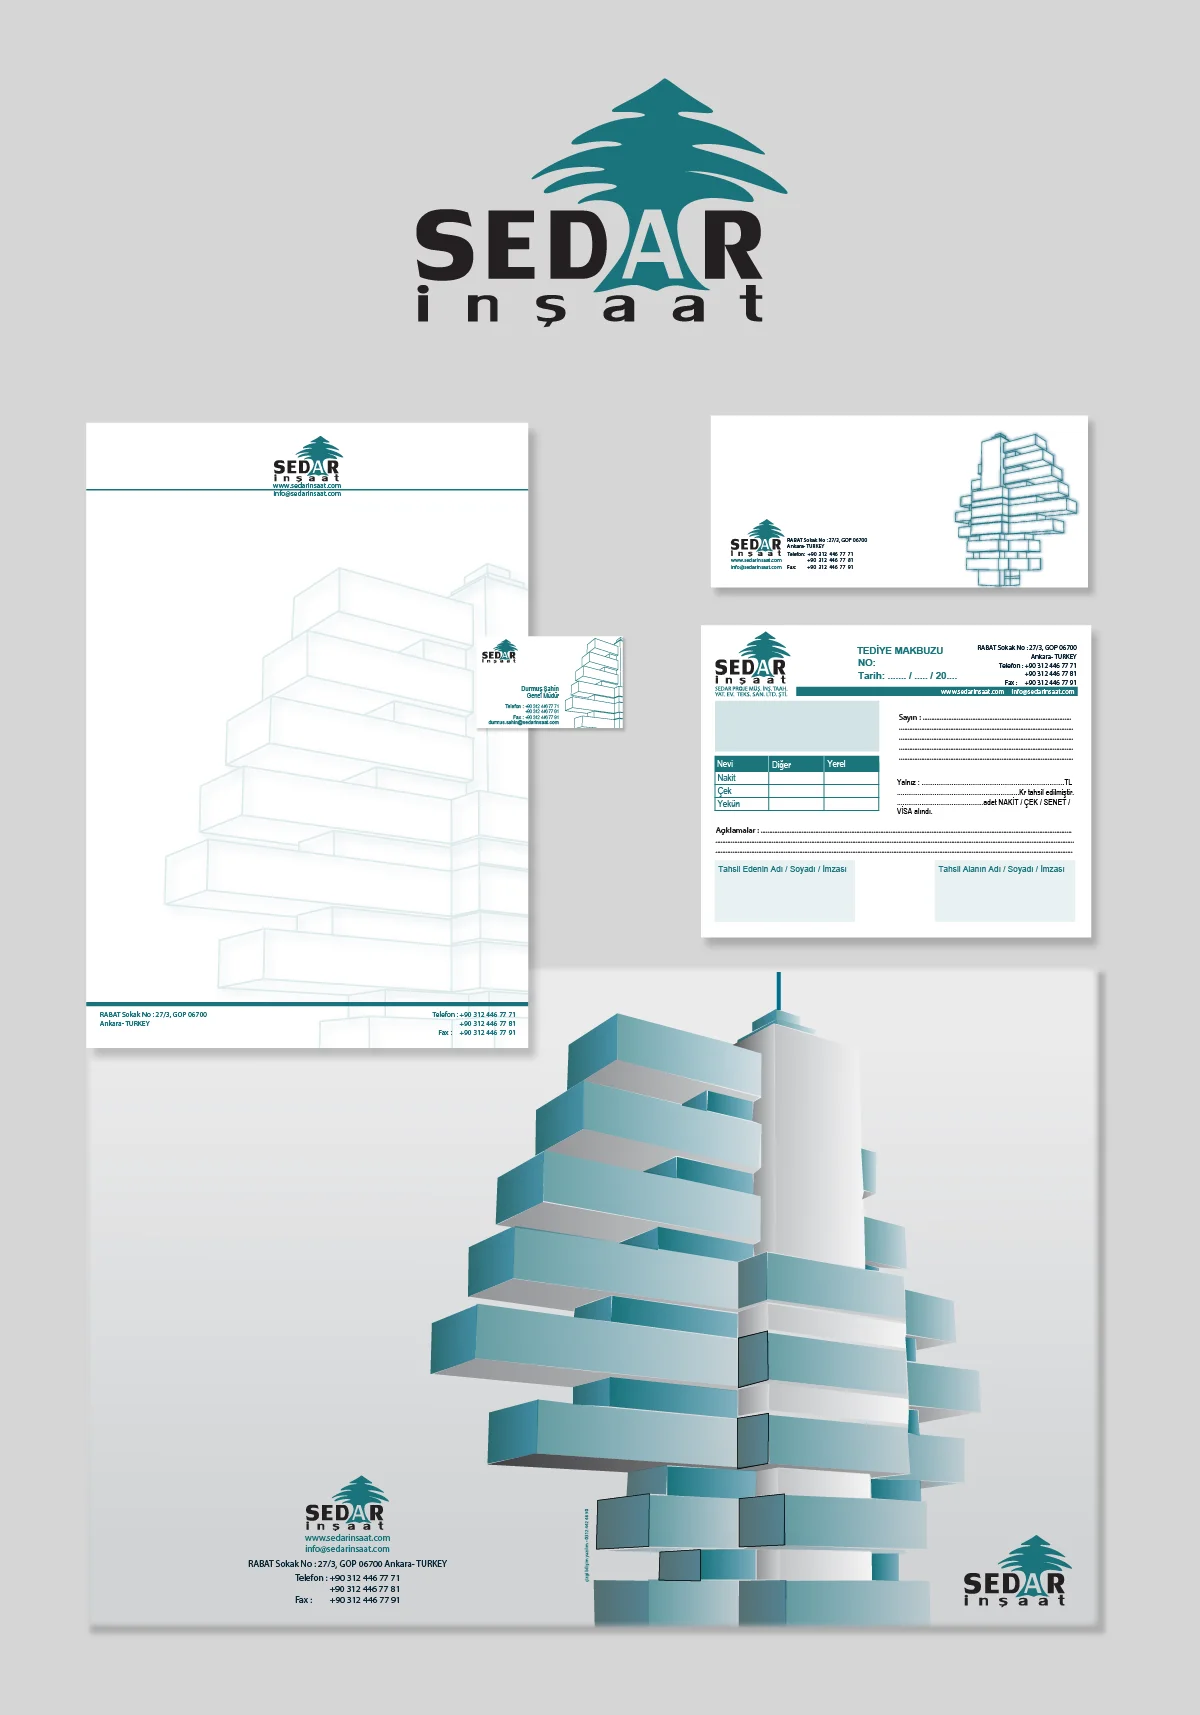 SEDAR
inşaat
SEDAR
inşaat
www.sedarinsaat.com
info@sedarinsaat.com
RABAT Sokak No : 27/3, GOP 06700
Ankara- TURKEY
Telefon : +90 312 446 77 71
+90 312 446 77 81
Fax : +90 312 446 77 91
SEDAR
inşaat
Durmuş Şahin
Genel Müdür
Telefon : +90 312 446 77 71
+90 312 446 77 81
Fax : +90 312 446 77 91
durmus.sahin@sedarinsaat.com
SEDAR
inşaat
www.sedarinsaat.com
info@sedarinsaat.com
RABAT Sokak No : 27/3, GOP 06700
Ankara- TURKEY
Telefon: +90 312 446 77 71
+90 312 446 77 81
Fax: +90 312 446 77 91
SEDAR
inşaat
SEDAR PROJE MÜŞ. İNŞ. TAAH.
YAT. EV. TEKS. SAN. LTD. ŞTİ.
TEDİYE MAKBUZU
NO:
Tarih: ....... / ..... / 20....
RABAT Sokak No : 27/3, GOP 06700
Ankara- TURKEY
Telefon : +90 312 446 77 71
+90 312 446 77 81
Fax : +90 312 446 77 91
www.sedarinsaat.com info@sedarinsaat.com
Sayın :
Nevi Diğer Yerel
Nakit
Çek
Yekün
Yalnız : TL
Kr tahsil edilmiştir.
adet NAKİT / ÇEK / SENET /
VİSA alındı.
Açıklamalar :
Tahsil Edenin Adı / Soyadı / İmzası
Tahsil Alanın Adı / Soyadı / İmzası
SEDAR
inşaat
www.sedarinsaat.com
info@sedarinsaat.com
RABAT Sokak No : 27/3, GOP 06700 Ankara- TURKEY
Telefon : +90 312 446 77 71
+90 312 446 77 81
Fax : +90 312 446 77 91
SEDAR
inşaat